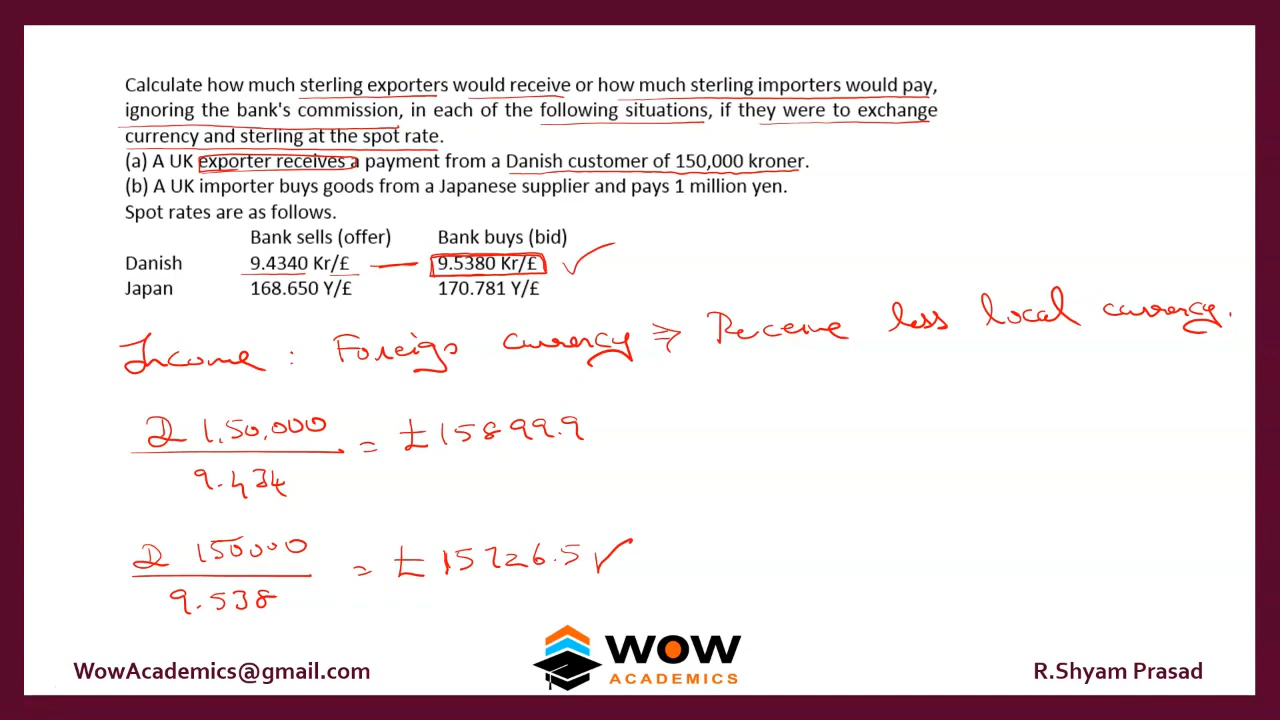 Calculate how much sterling exporters would receive or how much sterling importers would pay,
ignoring the bank's commission, in each of the following situations, if they were to exchange
currency and sterling at the spot rate.
(a) A UK exporter receives a payment from a Danish customer of 150,000 kroner.
(b) A UK importer buys goods from a Japanese supplier and pays 1 million yen.
Spot rates are as follows.
Bank sells (offer) Bank buys (bid)
Danish 9.4340 Kr/£ 9.5380 Kr/£ ✓
Japan 168.650 Y/£ 170.781 Y/£
Income : Foreign currency ⇒ Receive less local currency.
D 1,50,000 = £15899.9
9.434
D 150000 = £15726.5 ✓
9.538
WOW
ACADEMICS
WowAcademics@gmail.com
R.Shyam Prasad